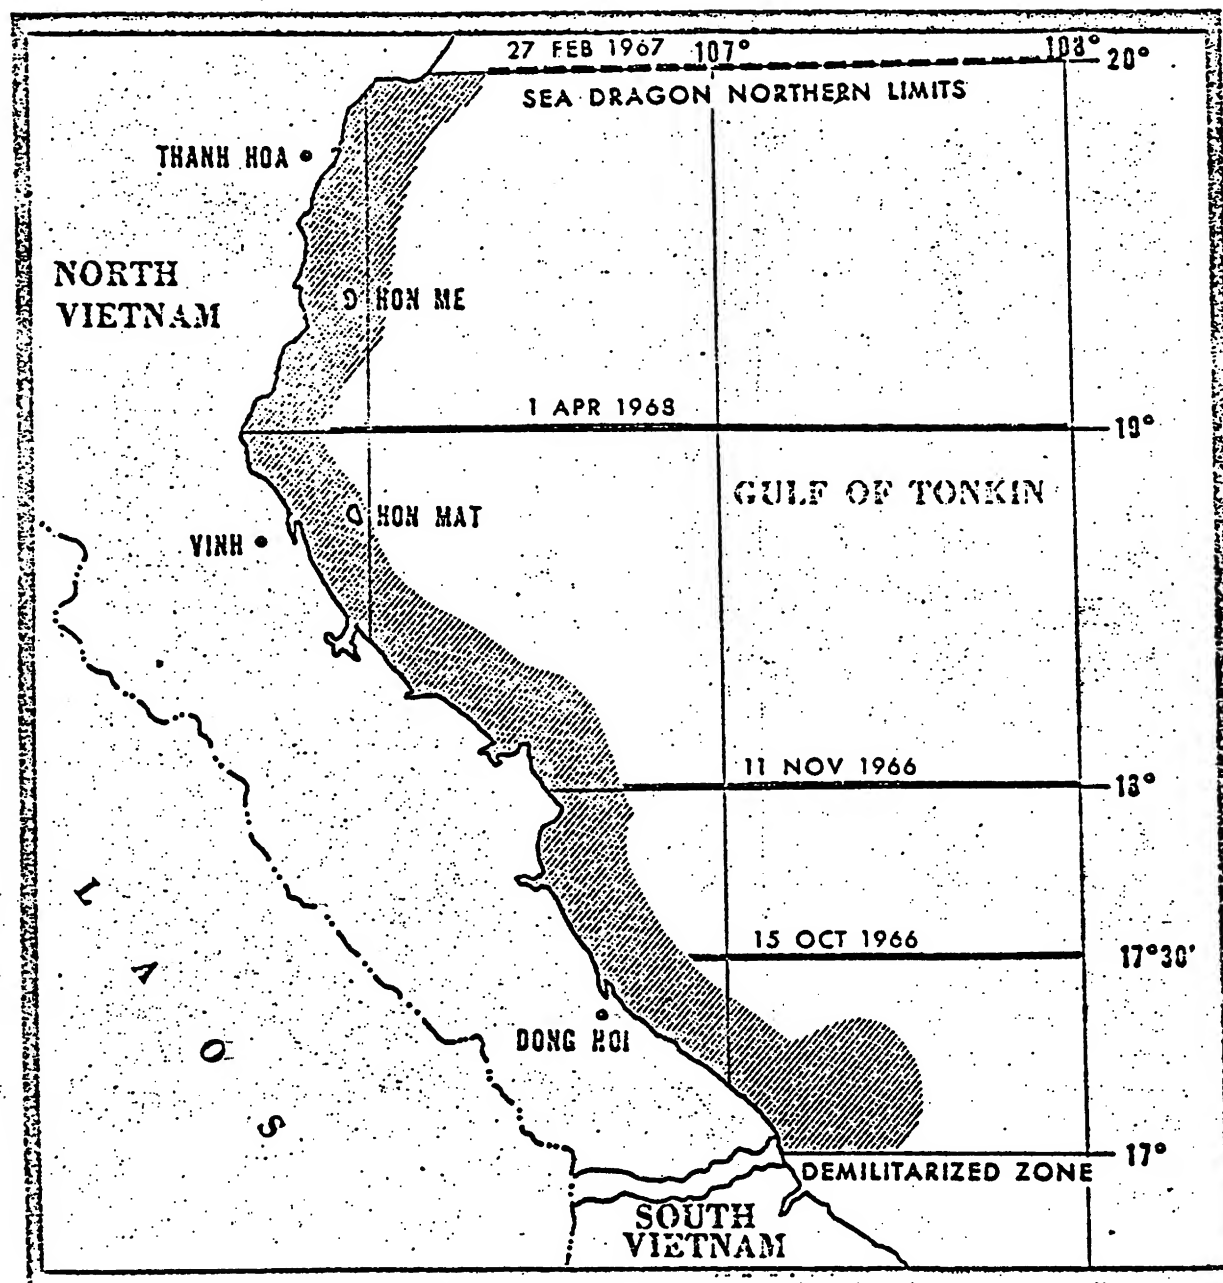 27 FEB 1967 107° 108°
20°
SEA DRAGON NORTHERN LIMITS
THANH HOA
NORTH
VIETNAM
HON ME
1 APR 1968
19°
GULF OF TONKIN
HON MAT
VINH
11 NOV 1966
18°
LAOS
15 OCT 1966
17°30'
DONG HOI
17°
DEMILITARIZED ZONE
SOUTH
VIETNAM